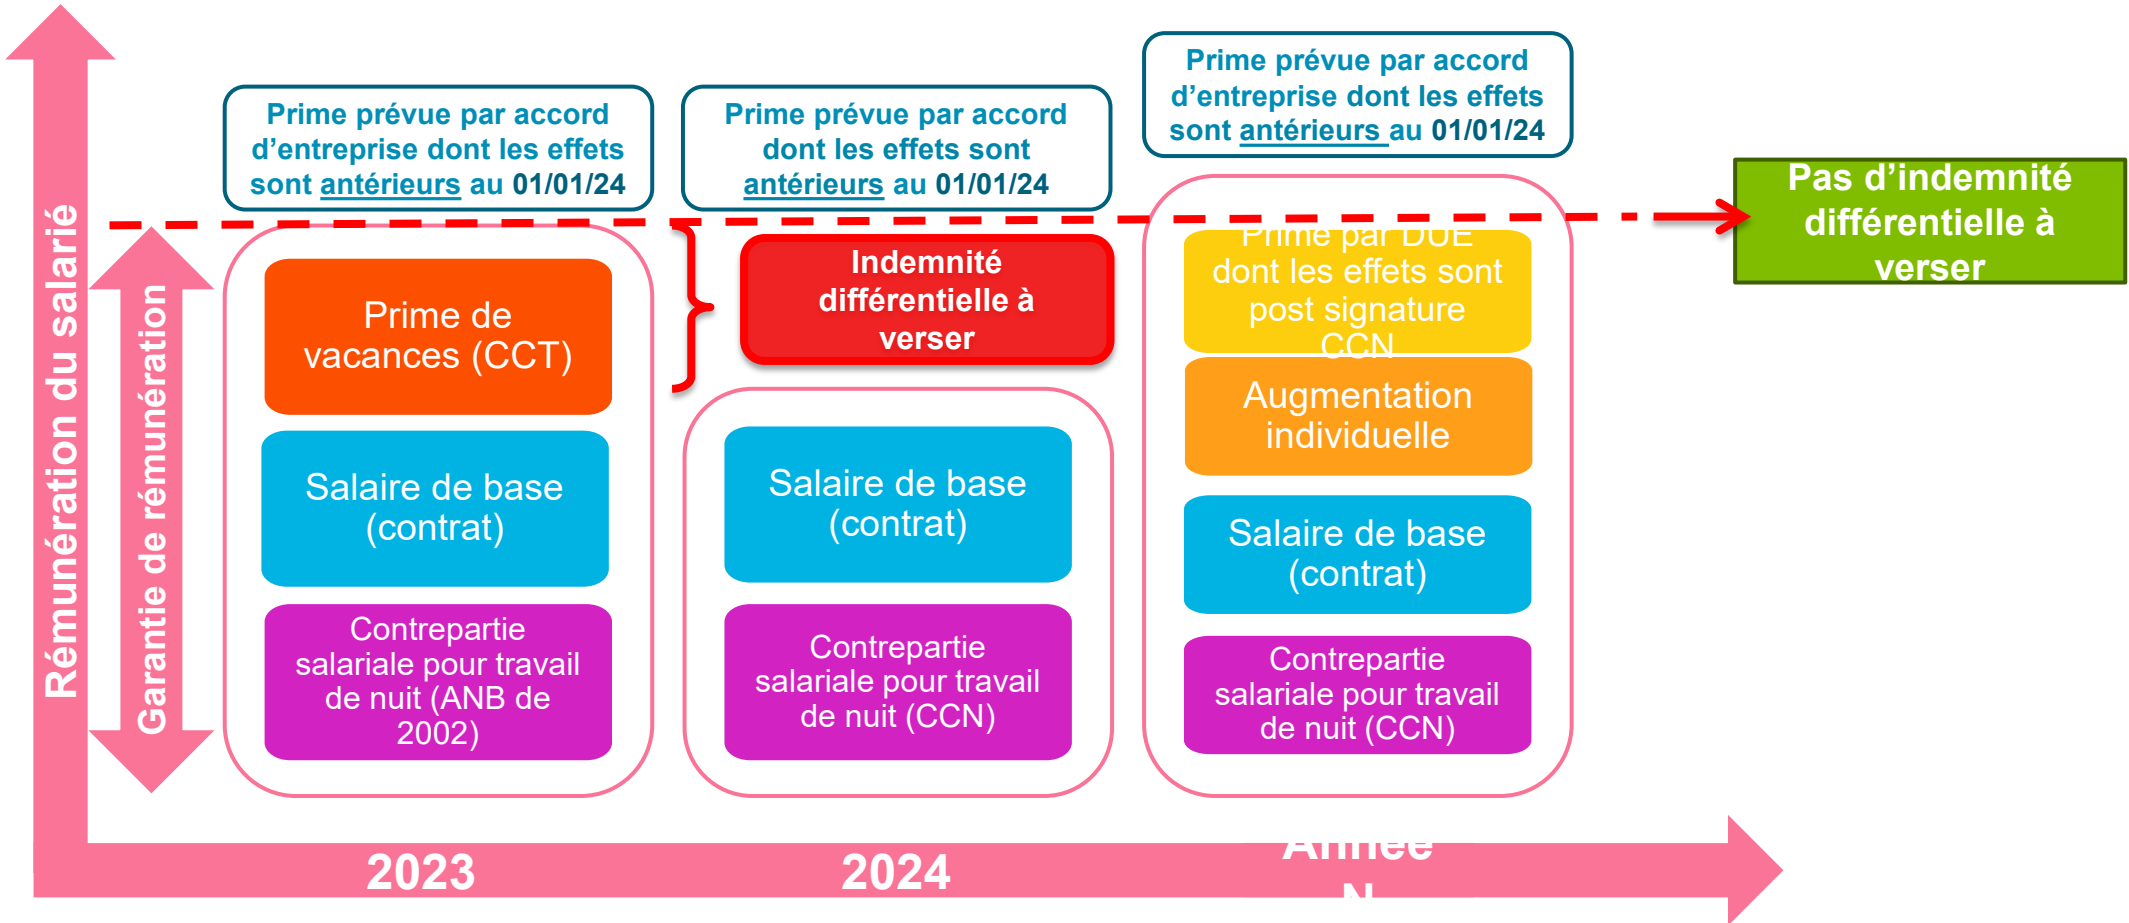 Rémunération du salarié
Garantie de rémunération
Prime prévue par accord
d’entreprise dont les effets
sont antérieurs au 01/01/24
Prime de
vacances (CCT)
Salaire de base
(contrat)
Contrepartie
salariale pour travail
de nuit (ANB de
2002)
2023
Prime prévue par accord
dont les effets sont
antérieurs au 01/01/24
Indemnité
différentielle à
verser
Salaire de base
(contrat)
Contrepartie
salariale pour travail
de nuit (CCN)
2024
Prime prévue par accord
d’entreprise dont les effets
sont antérieurs au 01/01/24
Prime par DUE
dont les effets sont
post signature
CCN
Augmentation
individuelle
Salaire de base
(contrat)
Contrepartie
salariale pour travail
de nuit (CCN)
Année
N
Pas d’indemnité
différentielle à
verser